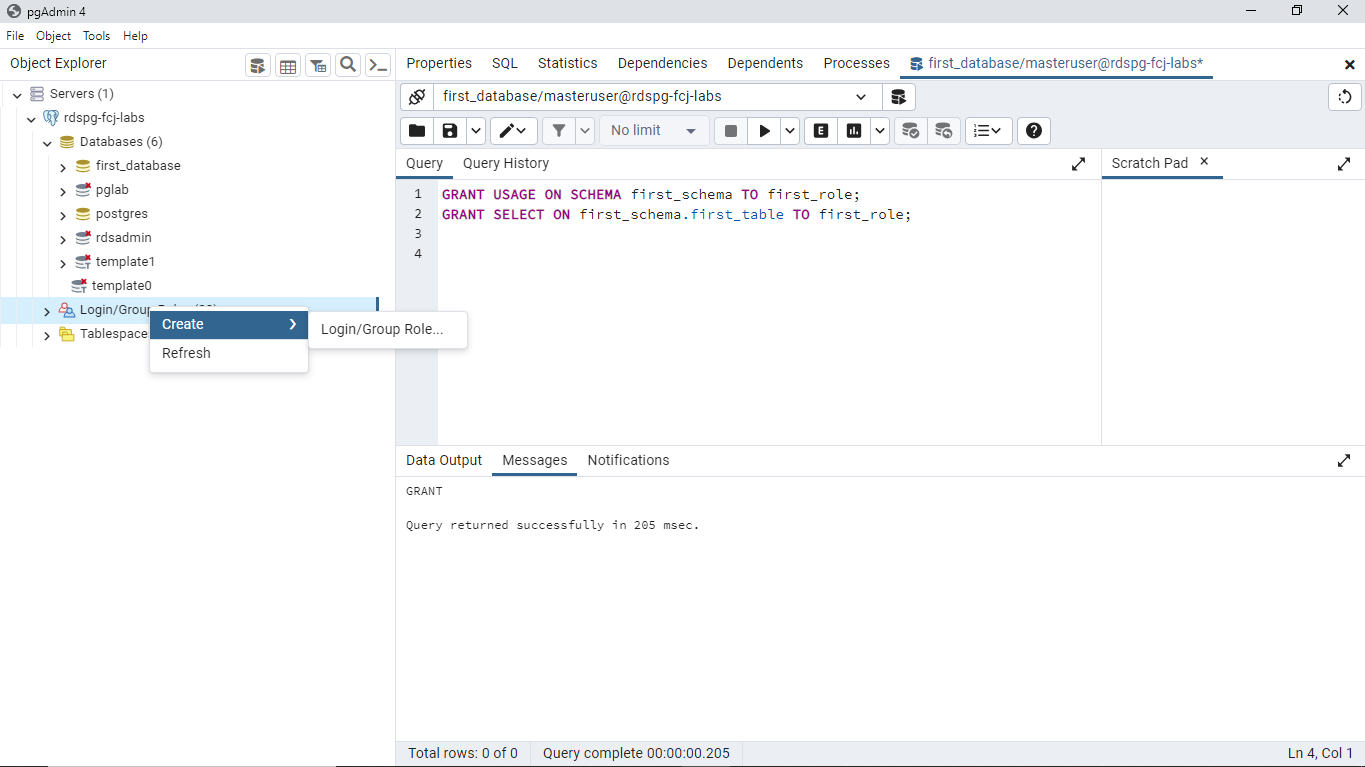 pgAdmin 4
File Object Tools Help
Object Explorer
Properties SQL Statistics Dependencies Dependents Processes first_database/masteruser@rdspg-fcj-labs*
Servers (1)
rdspg-fcj-labs
Databases (6)
first_database
pglab
postgres
rdsadmin
template1
template0
Login/Group
Tablespace
Create
Refresh
Login/Group Role...
first_database/masteruser@rdspg-fcj-labs
No limit
E
Query Query History
Scratch Pad
1 GRANT USAGE ON SCHEMA first_schema TO first_role;
2 GRANT SELECT ON first_schema.first_table TO first_role;
3
4
Data Output Messages Notifications
GRANT
Query returned successfully in 205 msec.
Total rows: 0 of 0 Query complete 00:00:00.205 Ln 4, Col 1